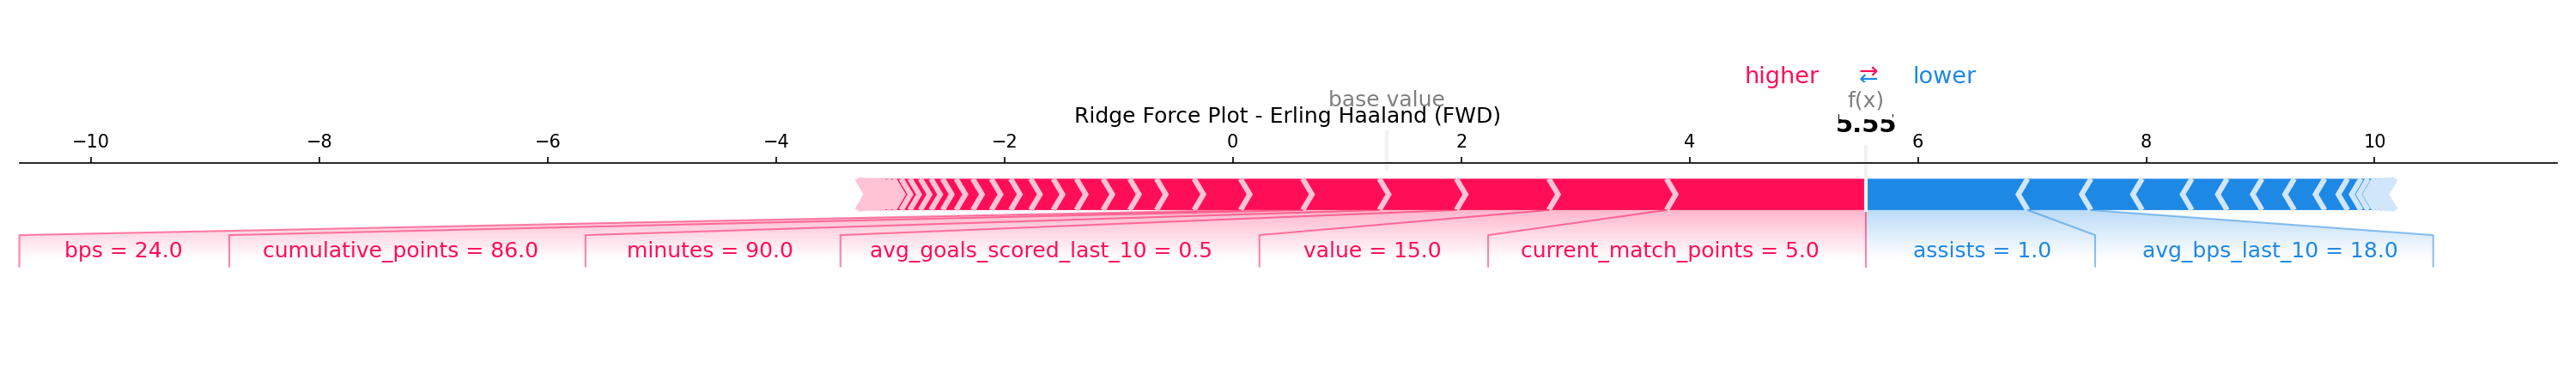 higher ⇄ lower
base value f(x)
Ridge Force Plot - Erling Haaland (FWD) 5.55
−10 −8 −6 −4 −2 0 2 4 6 8 10
bps = 24.0 cumulative_points = 86.0 minutes = 90.0 avg_goals_scored_last_10 = 0.5 value = 15.0 current_match_points = 5.0 assists = 1.0 avg_bps_last_10 = 18.0